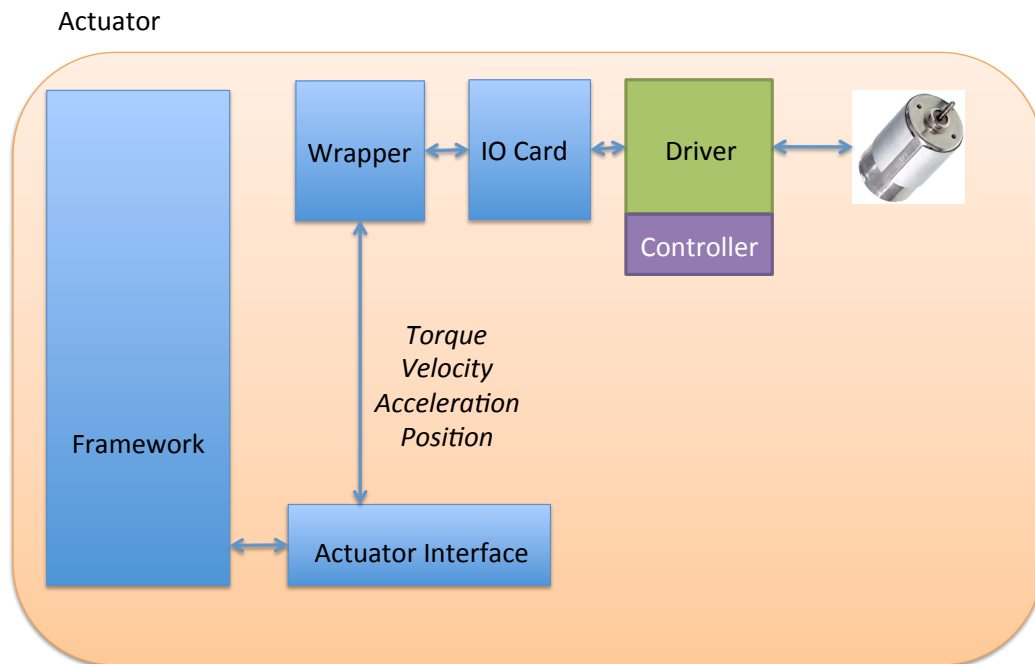 Actuator
Wrapper
IO Card
Driver
Controller
Torque
Velocity
Acceleration
Position
Framework
Actuator Interface